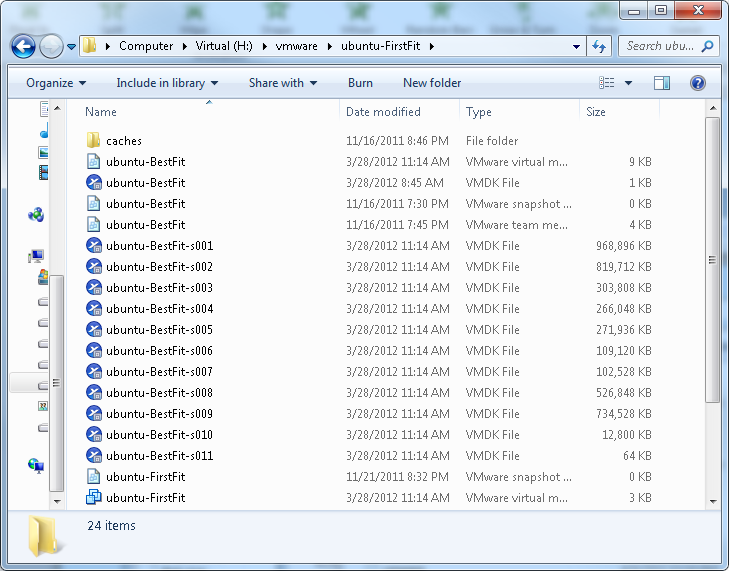 Computer Virtual (H:) vmware ubuntu-FirstFit Search ubu...
Organize Include in library Share with Burn New folder
Name Date modified Type Size
caches 11/16/2011 8:46 PM File folder
ubuntu-BestFit 3/28/2012 11:14 AM VMware virtual m... 9 KB
ubuntu-BestFit 3/28/2012 8:45 AM VMDK File 1 KB
ubuntu-BestFit 11/16/2011 7:30 PM VMware snapshot ... 0 KB
ubuntu-BestFit 11/16/2011 7:45 PM VMware team me... 4 KB
ubuntu-BestFit-s001 3/28/2012 11:14 AM VMDK File 968,896 KB
ubuntu-BestFit-s002 3/28/2012 11:14 AM VMDK File 819,712 KB
ubuntu-BestFit-s003 3/28/2012 11:14 AM VMDK File 303,808 KB
ubuntu-BestFit-s004 3/28/2012 11:14 AM VMDK File 266,048 KB
ubuntu-BestFit-s005 3/28/2012 11:14 AM VMDK File 271,936 KB
ubuntu-BestFit-s006 3/28/2012 11:14 AM VMDK File 109,120 KB
ubuntu-BestFit-s007 3/28/2012 11:14 AM VMDK File 102,528 KB
ubuntu-BestFit-s008 3/28/2012 11:14 AM VMDK File 526,848 KB
ubuntu-BestFit-s009 3/28/2012 11:14 AM VMDK File 734,528 KB
ubuntu-BestFit-s010 3/28/2012 11:14 AM VMDK File 12,800 KB
ubuntu-BestFit-s011 3/28/2012 11:14 AM VMDK File 64 KB
ubuntu-FirstFit 11/21/2011 8:32 PM VMware snapshot ... 0 KB
ubuntu-FirstFit 3/28/2012 11:14 AM VMware virtual m... 3 KB
24 items